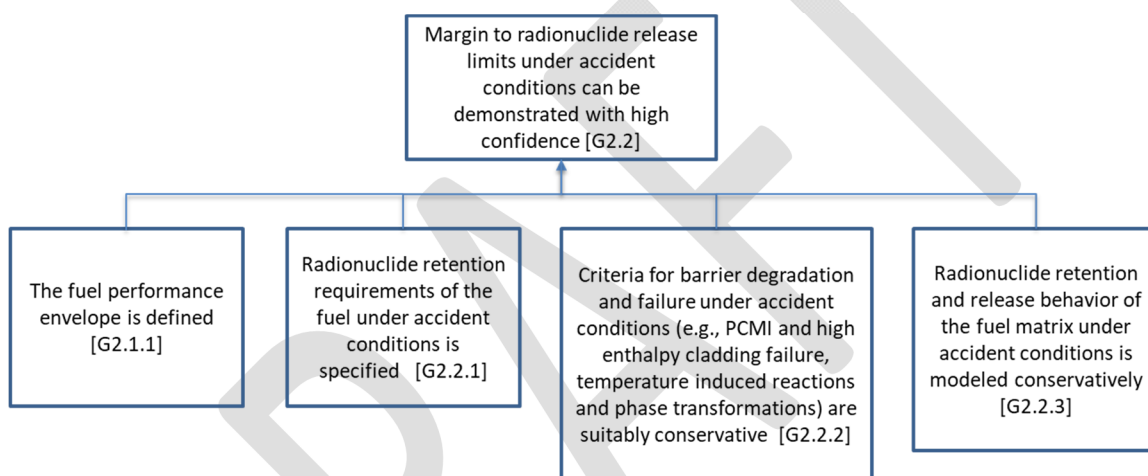 Margin to radionuclide release
limits under accident
conditions can be
demonstrated with high
confidence [G2.2]
The fuel performance
envelope is defined
[G2.1.1]
Radionuclide retention
requirements of the
fuel under accident
conditions is
specified [G2.2.1]
Criteria for barrier degradation
and failure under accident
conditions (e.g., PCMI and high
enthalpy cladding failure,
temperature induced reactions
and phase transformations) are
suitably conservative [G2.2.2]
Radionuclide retention
and release behavior of
the fuel matrix under
accident conditions is
modeled conservatively
[G2.2.3]